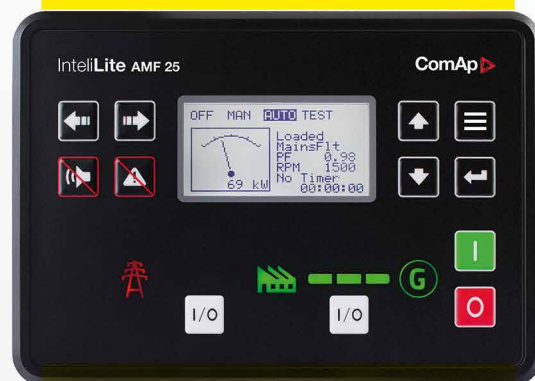 InteliLite AMF 25
ComAp
OFF MAN AUTO TEST
Loaded
MainsFlt
PF 0.98
RPM 1500
No Timer
00:00:00
69 kW
I
G
I/O
I/O
O